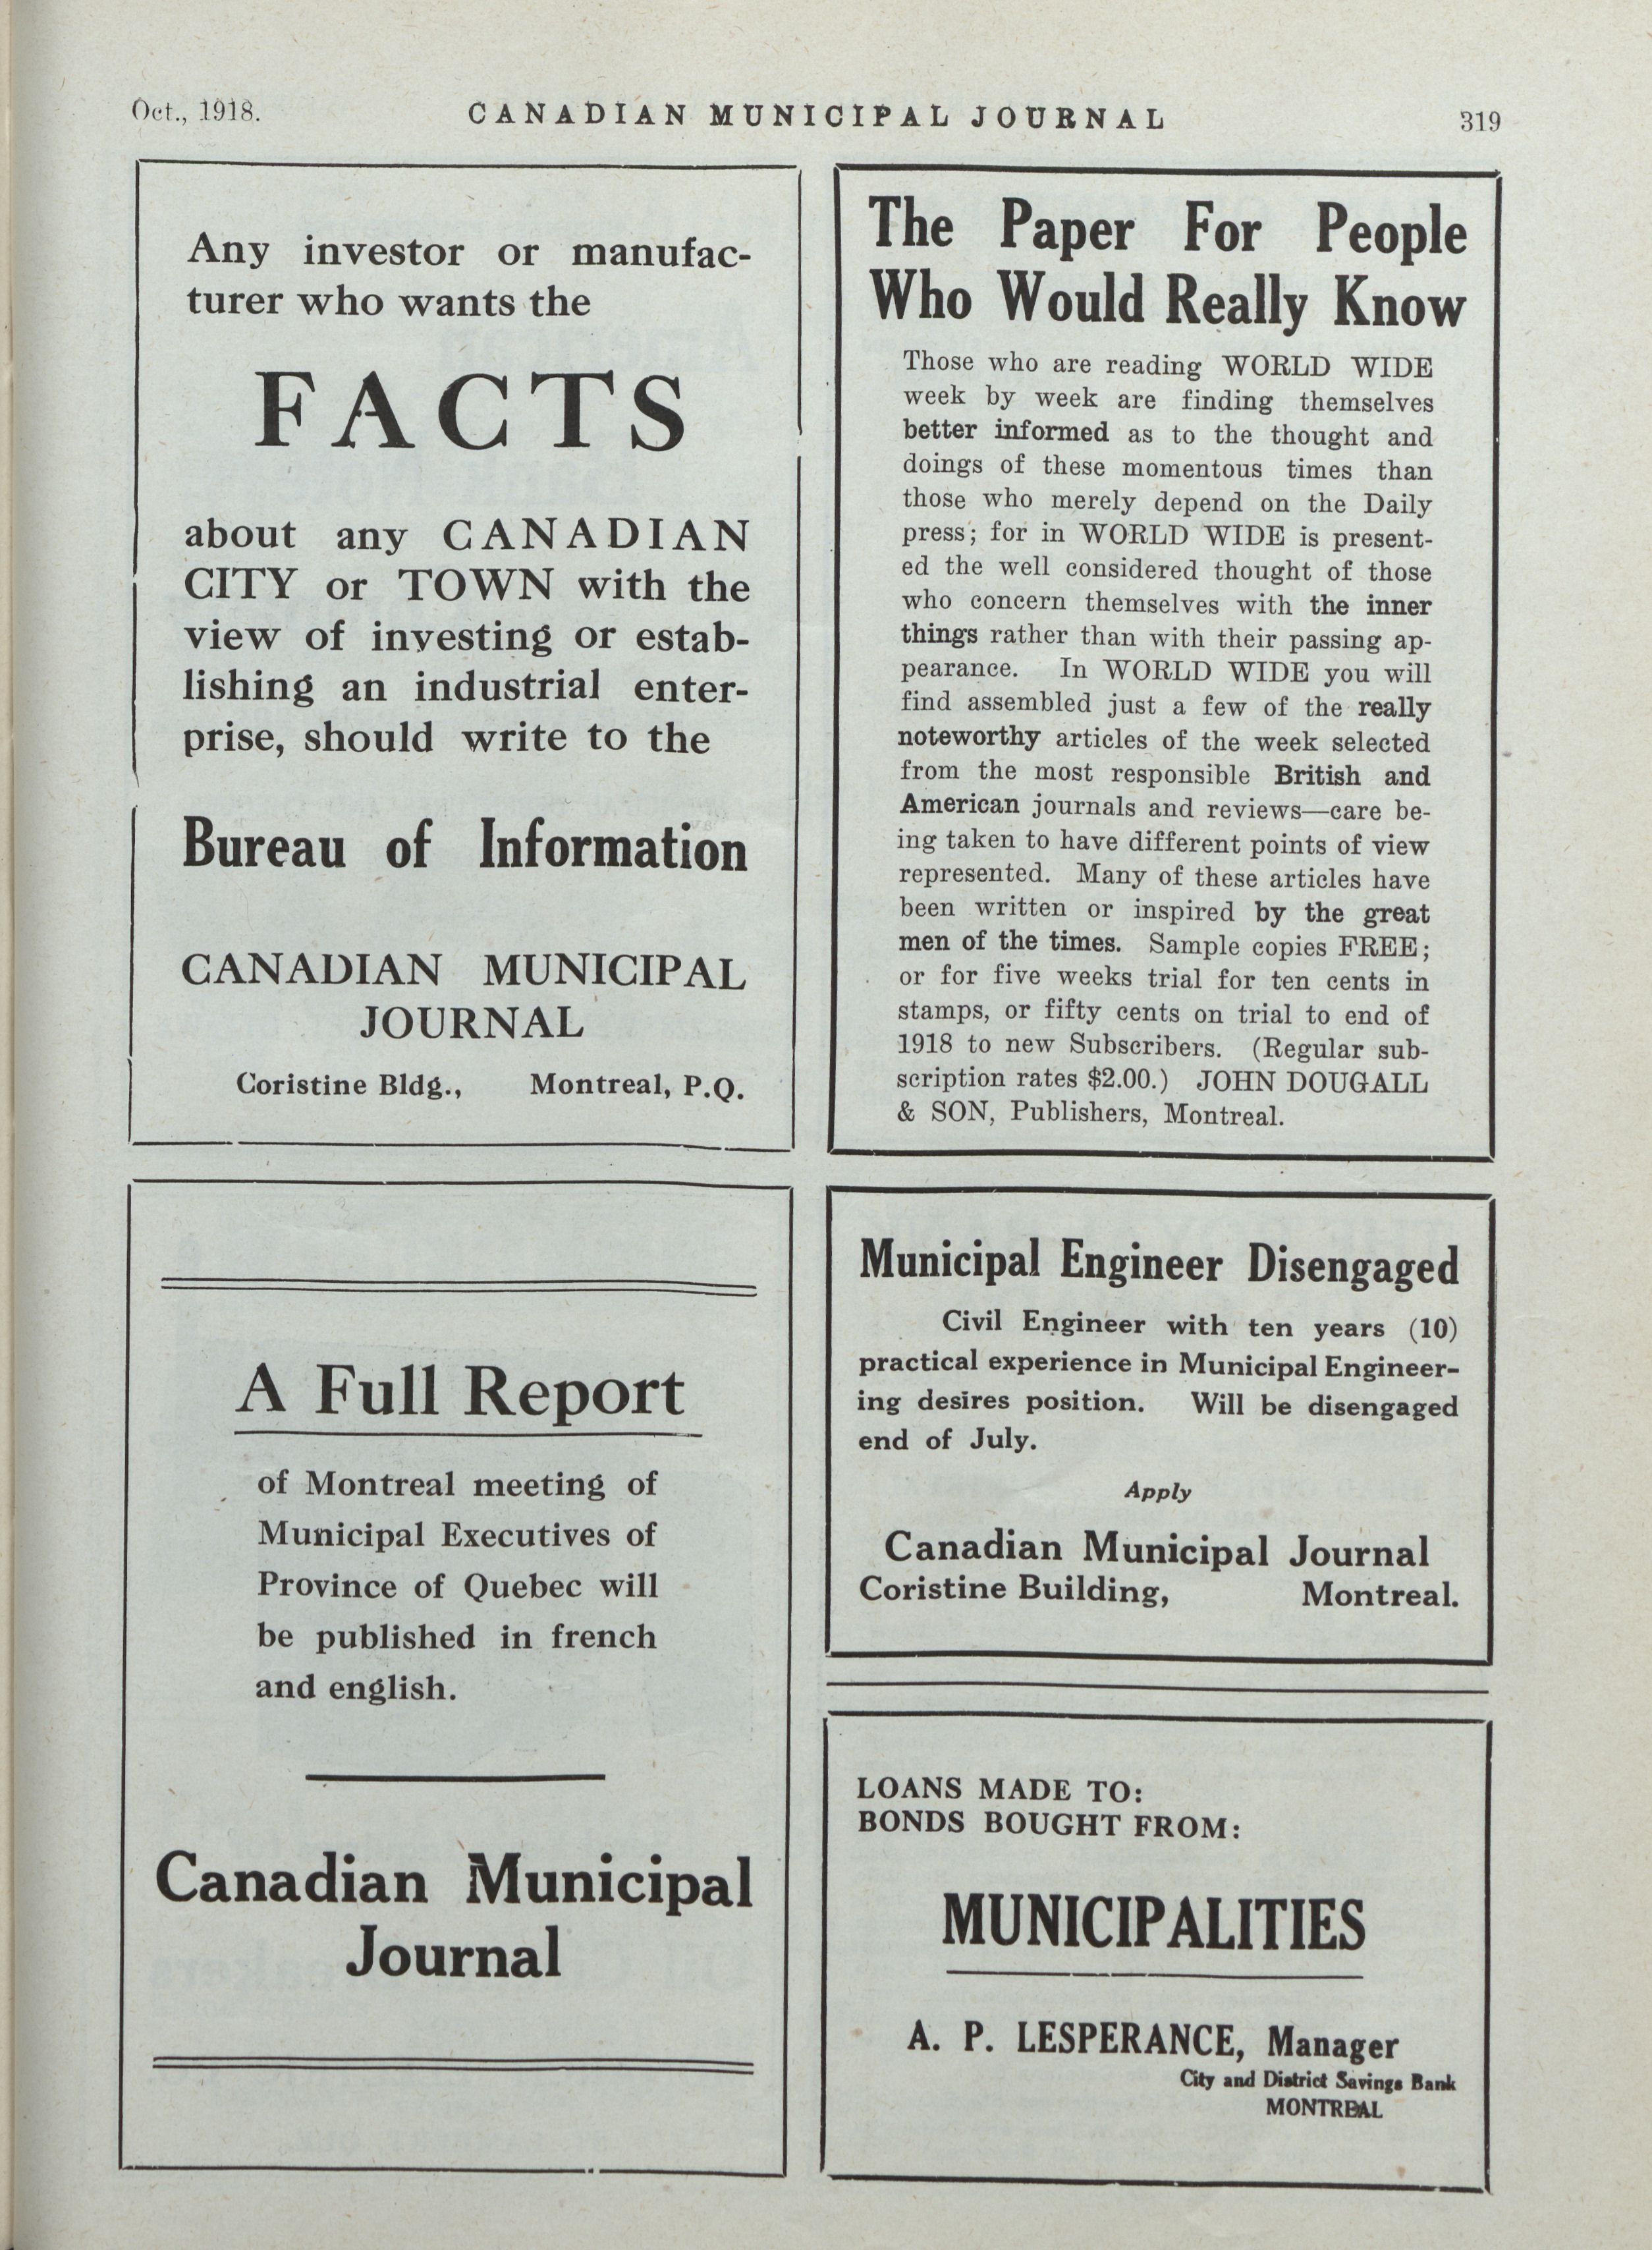 Oct., 1918.
CANADIAN MUNICIPAL JOURNAL
319
Any investor or manufac-
turer who wants the
FACTS
about any CANADIAN
CITY or TOWN with the
view of investing or estab-
lishing an industrial enter-
prise, should write to the
Bureau of Information
CANADIAN MUNICIPAL
JOURNAL
Coristine Bldg., Montreal, P.Q.
The Paper For People
Who Would Really Know
Those who are reading WORLD WIDE
week by week are finding themselves
better informed as to the thought and
doings of these momentous times than
those who merely depend on the Daily
press; for in WORLD WIDE is present-
ed the well considered thought of those
who concern themselves with the inner
things rather than with their passing ap-
pearance. In WORLD WIDE you will
find assembled just a few of the really
noteworthy articles of the week selected
from the most responsible British and
American journals and reviews—care be-
ing taken to have different points of view
represented. Many of these articles have
been written or inspired by the great
men of the times. Sample copies FREE;
or for five weeks trial for ten cents in
stamps, or fifty cents on trial to end of
1918 to new Subscribers. (Regular sub-
scription rates $2.00.) JOHN DOUGALL
& SON, Publishers, Montreal.
A Full Report
of Montreal meeting of
Municipal Executives of
Province of Quebec will
be published in french
and english.
Canadian Municipal
Journal
Municipal Engineer Disengaged
Civil Engineer with ten years (10)
practical experience in Municipal Engineer-
ing desires position. Will be disengaged
end of July.
Apply
Canadian Municipal Journal
Coristine Building, Montreal.
LOANS MADE TO:
BONDS BOUGHT FROM:
MUNICIPALITIES
A. P. LESPERANCE, Manager
City and District Savings Bank
MONTREAL